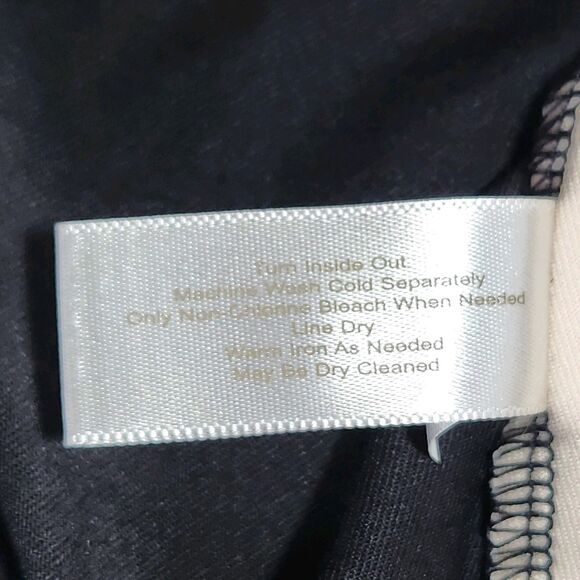 Turn Inside Out
Machine Wash Cold Separately
Only Non Chlorine Bleach When Needed
Line Dry
Warm Iron As Needed
May Be Dry Cleaned